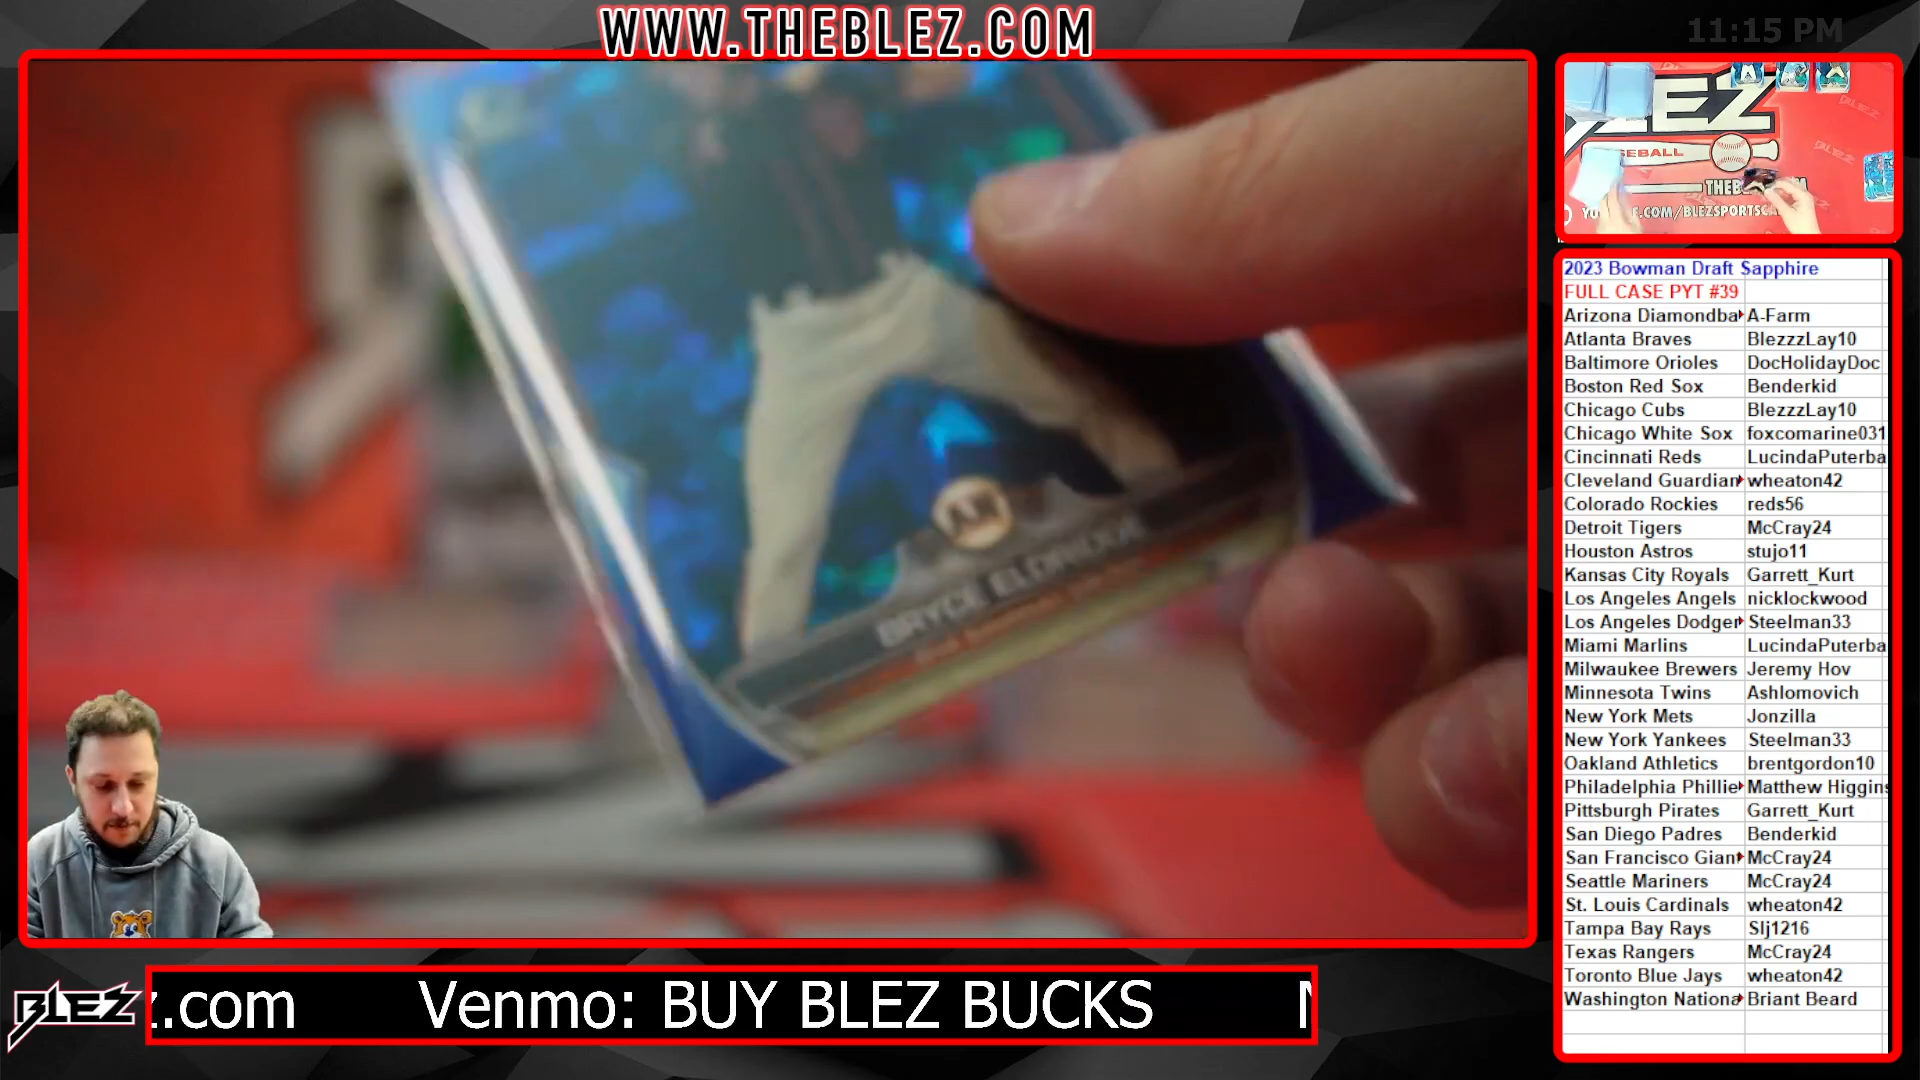 WWW.THEBLEZ.COM
11:15 PM
EZ
BLEZ
BLEZ
EBALL
2023 Bowman Draft Sapphire
FULL CASE PYT #39
Arizona Diamondba A-Farm
Atlanta Braves BlezzzLay10
Baltimore Orioles DocHolidayDoc
Boston Red Sox Benderkid
Chicago Cubs BlezzzLay10
Chicago White Sox foxcomarine031
Cincinnati Reds LucindaPuterba
Cleveland Guardian wheaton42
Colorado Rockies reds56
Detroit Tigers McCray24
Houston Astros stujo11
Kansas City Royals Garrett_Kurt
Los Angeles Angels nicklockwood
Los Angeles Dodger Steelman33
Miami Marlins LucindaPuterba
Milwaukee Brewers Jeremy Hov
Minnesota Twins Ashlomovich
New York Mets Jonzilla
New York Yankees Steelman33
Oakland Athletics brentgordon10
Philadelphia Phillie Matthew Higgins
Pittsburgh Pirates Garrett_Kurt
San Diego Padres Benderkid
San Francisco Gian McCray24
Seattle Mariners McCray24
St. Louis Cardinals wheaton42
Tampa Bay Rays Slj1216
Texas Rangers McCray24
Toronto Blue Jays wheaton42
Washington Nationa Briant Beard
BRYCE ELDRIDGE
BLEZ
z.com Venmo: BUY BLEZ BUCKS